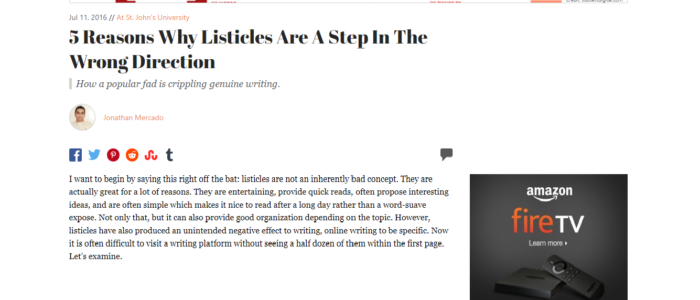 Jul 11. 2016 // At St. John's University
5 Reasons Why Listicles Are A Step In The
Wrong Direction
How a popular fad is crippling genuine writing.
Jonathan Mercado
I want to begin by saying this right off the bat: listicles are not an inherently bad concept. They are
actually great for a lot of reasons. They are entertaining, provide quick reads, often propose interesting
ideas, and are often simple which makes it nice to read after a long day rather than a word-suave
expose. Not only that, but it can also provide good organization depending on the topic. However,
listicles have also produced an unintended negative effect to writing, online writing to be specific. Now
it is often difficult to visit a writing platform without seeing a half dozen of them within the first page.
Let's examine.
amazon
fireTV
Learn more